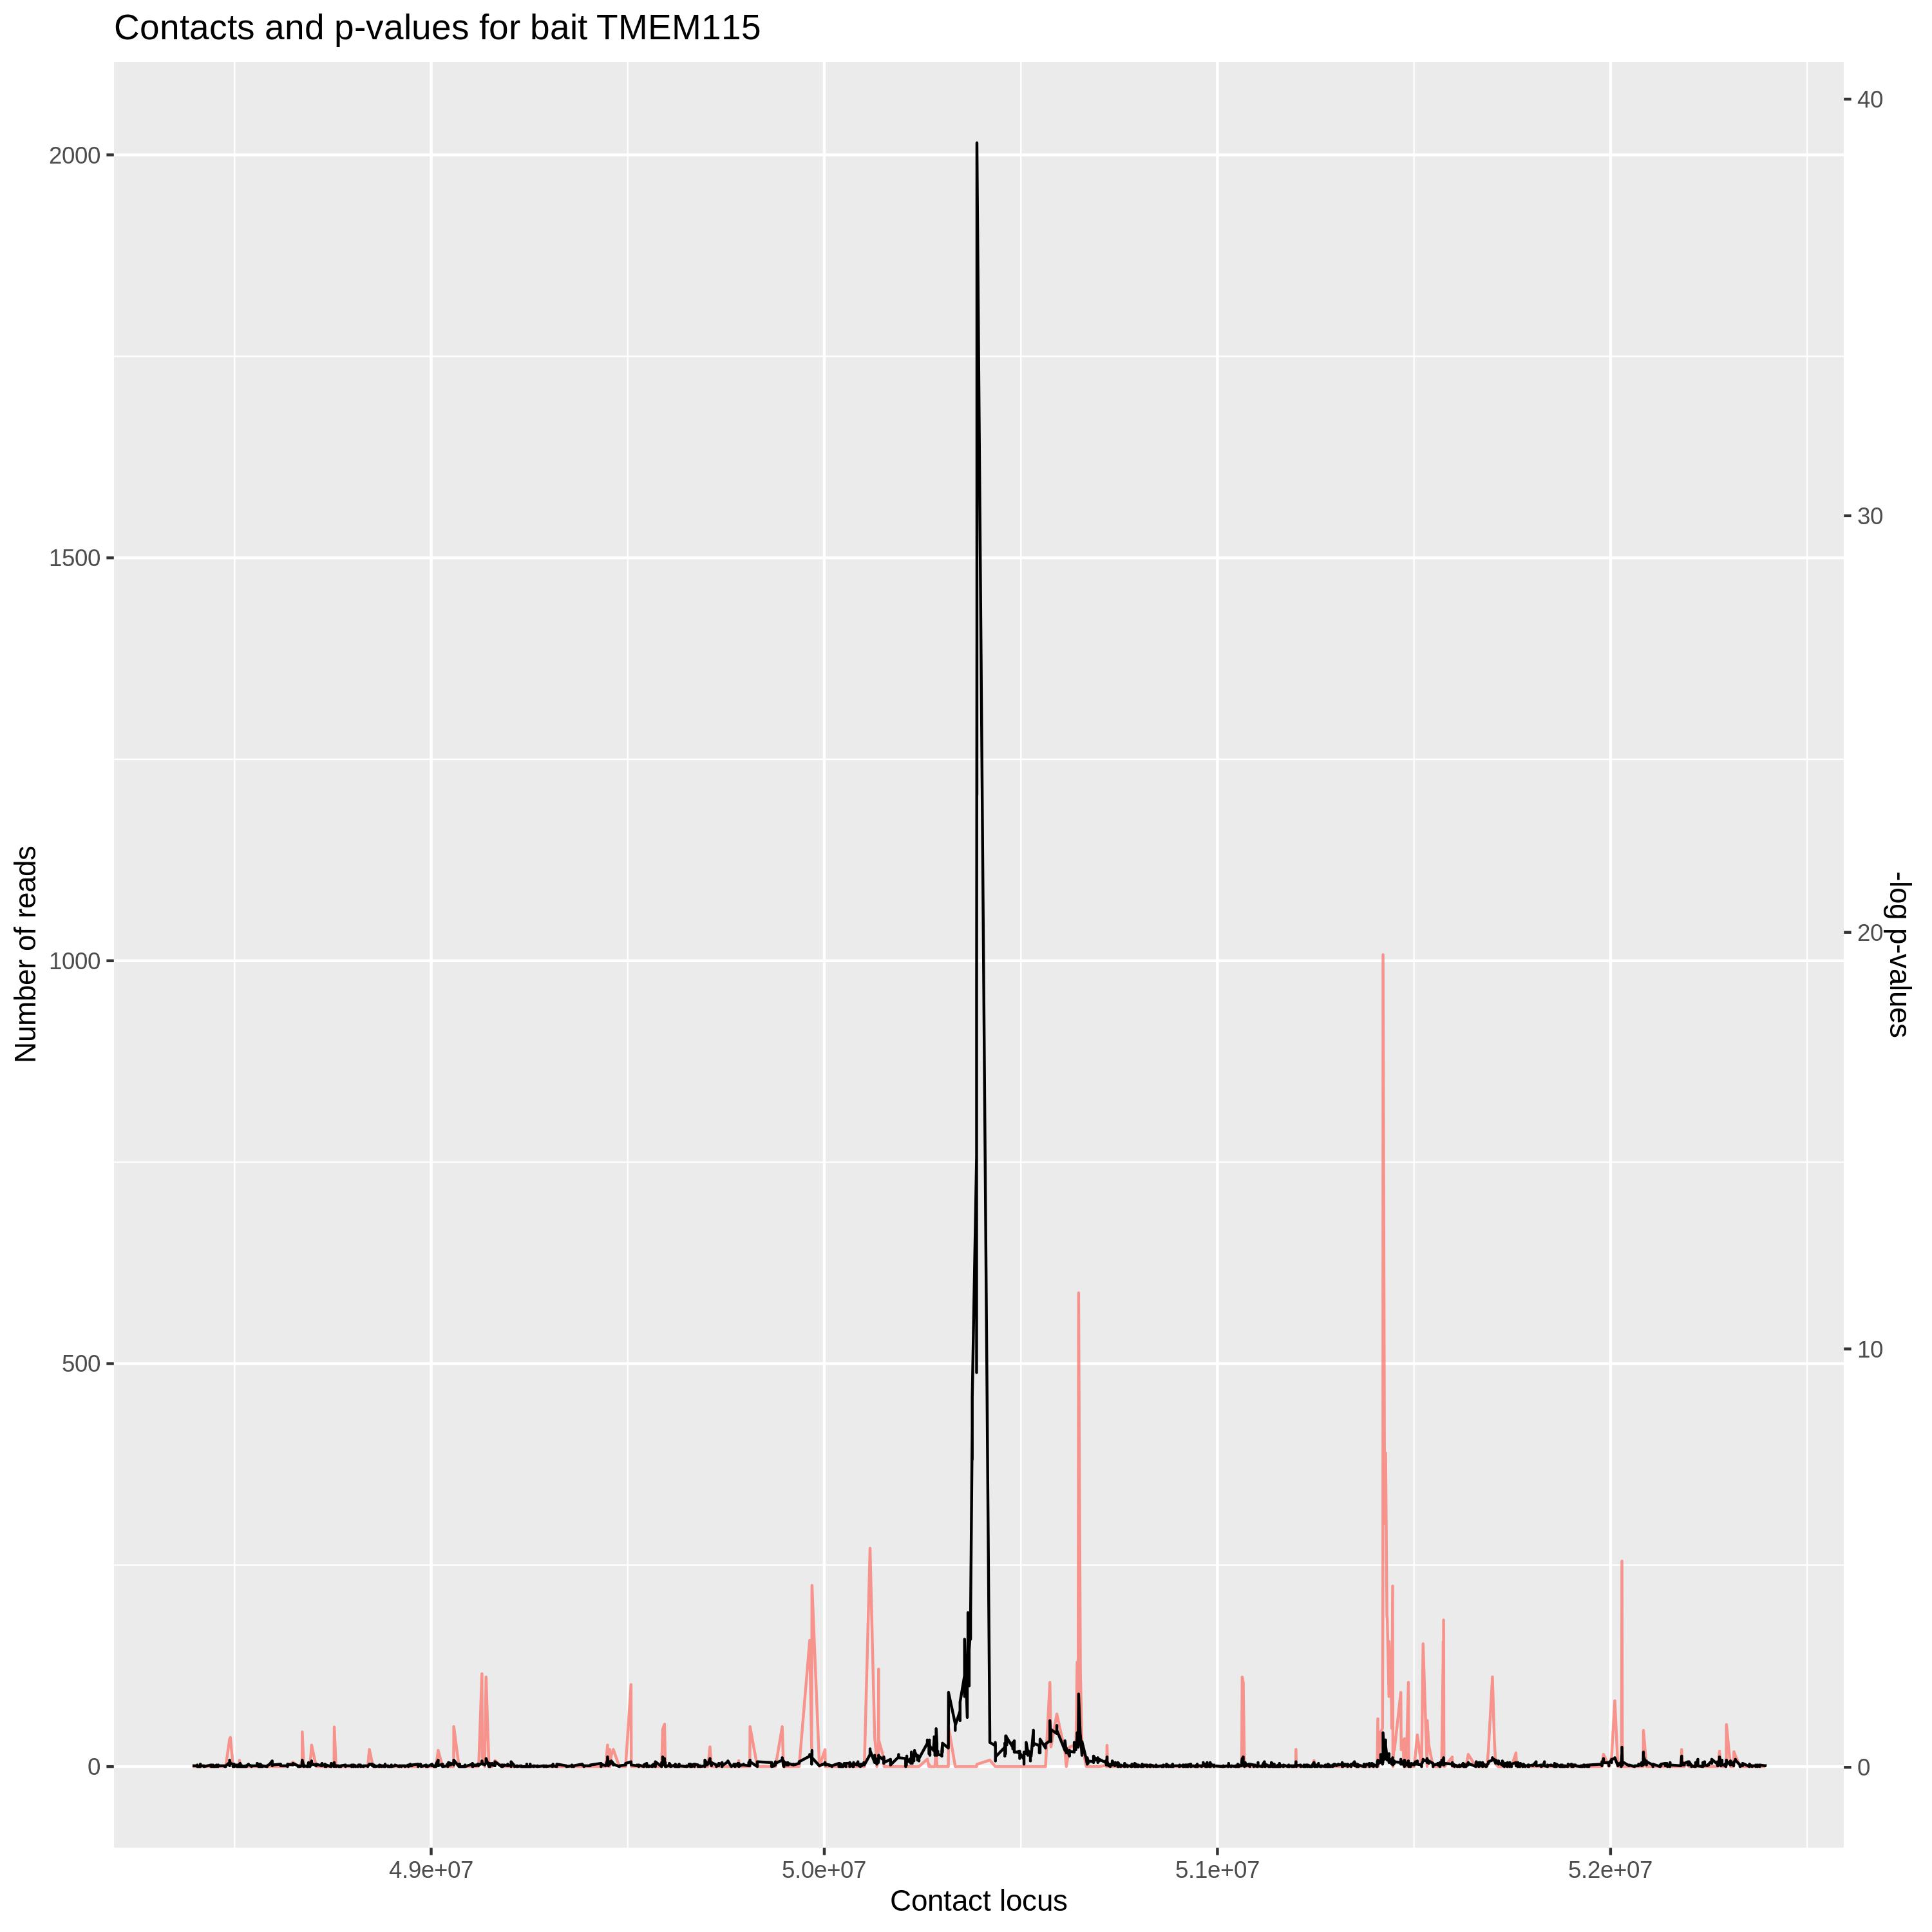 Contacts and p-values for bait TMEM115
2000
1500
1000
500
0
Number of reads
40
30
20
10
0
-log p-values
4.9e+07
5.0e+07
5.1e+07
5.2e+07
Contact locus